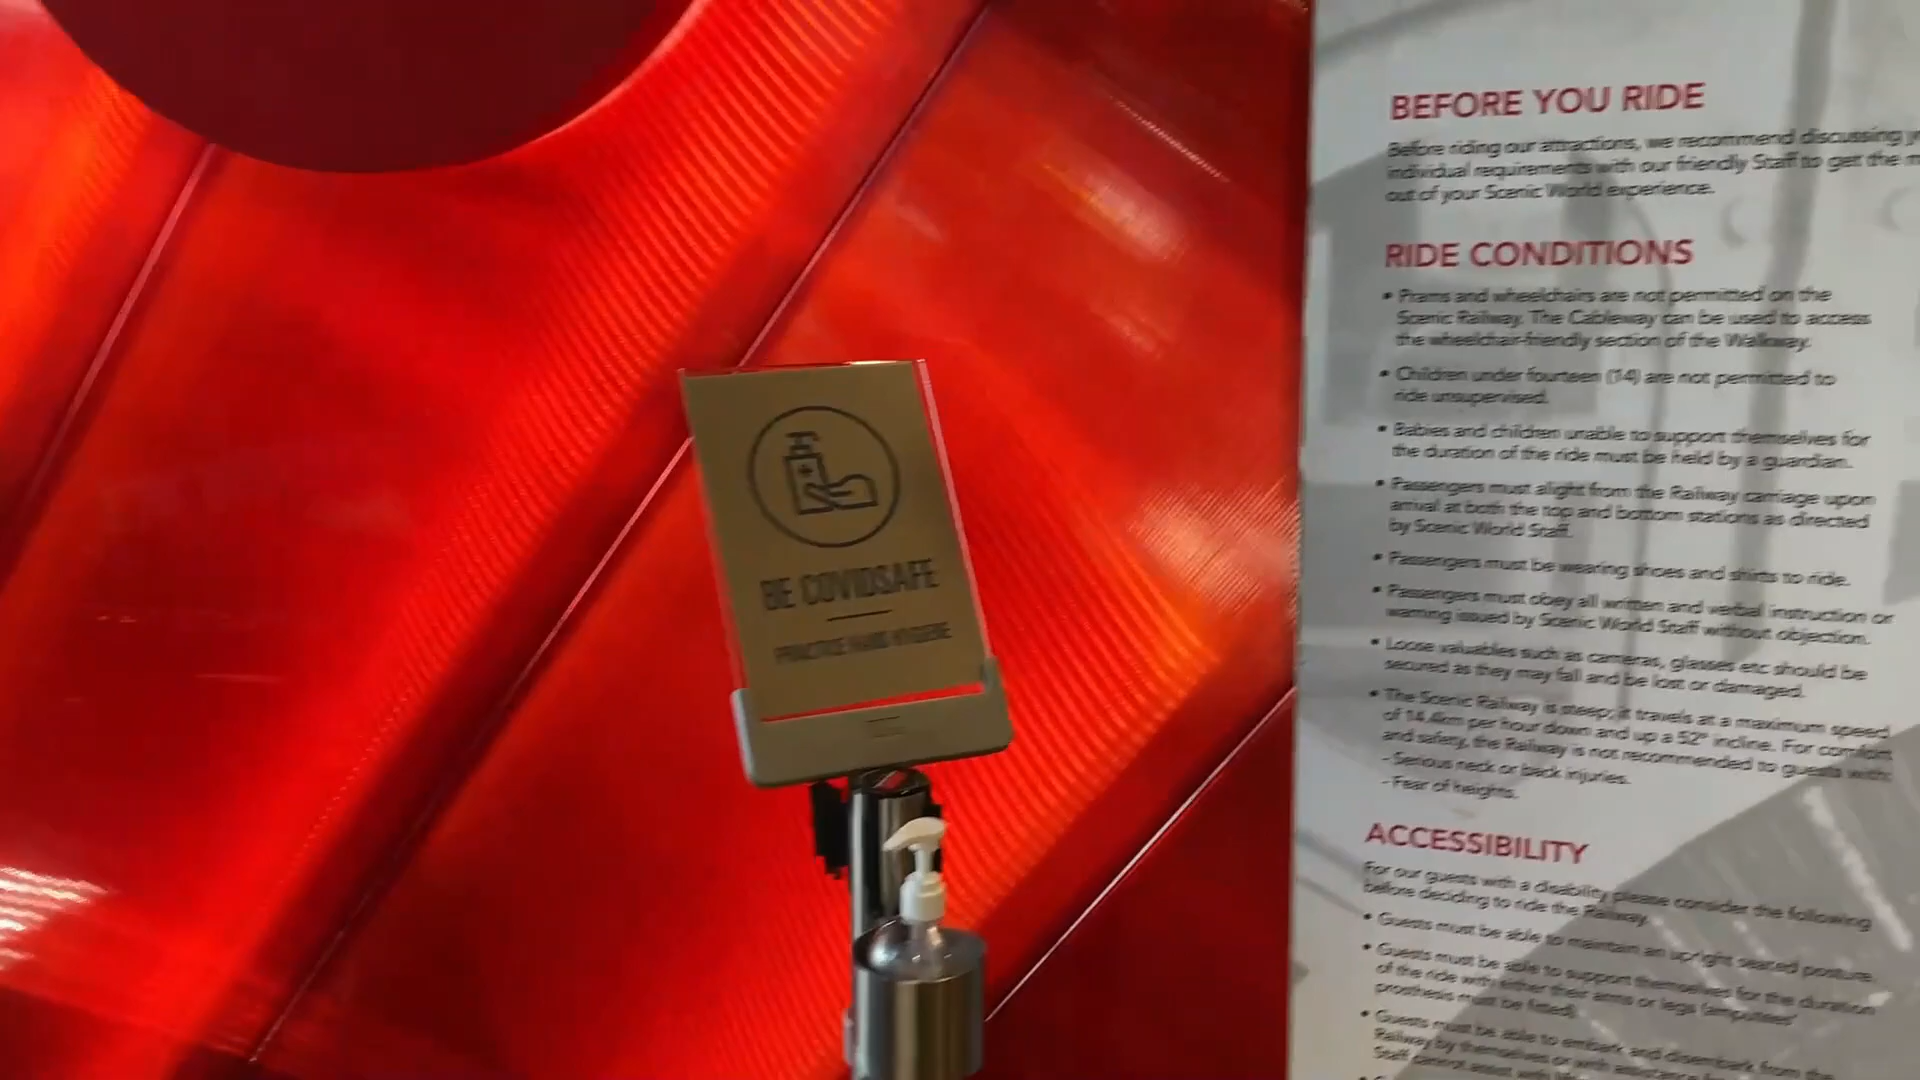 BE COVIDSAFE
PRACTICE HAND HYGIENE
BEFORE YOU RIDE
Before riding our attractions, we recommend discussing
individual requirements with our friendly Staff to get the
out of your Scenic World experience.
RIDE CONDITIONS
• Prams and wheelchairs are not permitted on the
Scenic Railway. The Cableway can be used to access
the wheelchair-friendly section of the Walkway.
• Children under fourteen (14) are not permitted to
ride unsupervised.
• Babies and children unable to support themselves for
the duration of the ride must be held by a guardian.
• Passengers must alight from the Railway carriage upon
arrival at both the top and bottom stations as directed
by Scenic World Staff.
• Passengers must be wearing shoes and shirts to ride.
• Passengers must obey all written and verbal instruction or
warning issued by Scenic World Staff without objection.
• Loose valuables such as cameras, glasses etc should be
secured as they may fall and be lost or damaged.
• The Scenic Railway is steep; it travels at a maximum speed
of 14.4km per hour down and up a 52° incline. For comfort
and safety, the Railway is not recommended to guests with:
- Serious neck or back injuries.
- Fear of heights.
ACCESSIBILITY
For our guests with a disability please consider the following
before deciding to ride the Railway.
• Guests must be able to maintain an upright seated posture.
• Guests must be able to support themselves for the duration
of the ride with either their arms or legs (amputees'
prosthesis must be fitted).
• Guests must be able to embark and disembark from the
Railway by themselves or with assistance
Staff cannot assist with